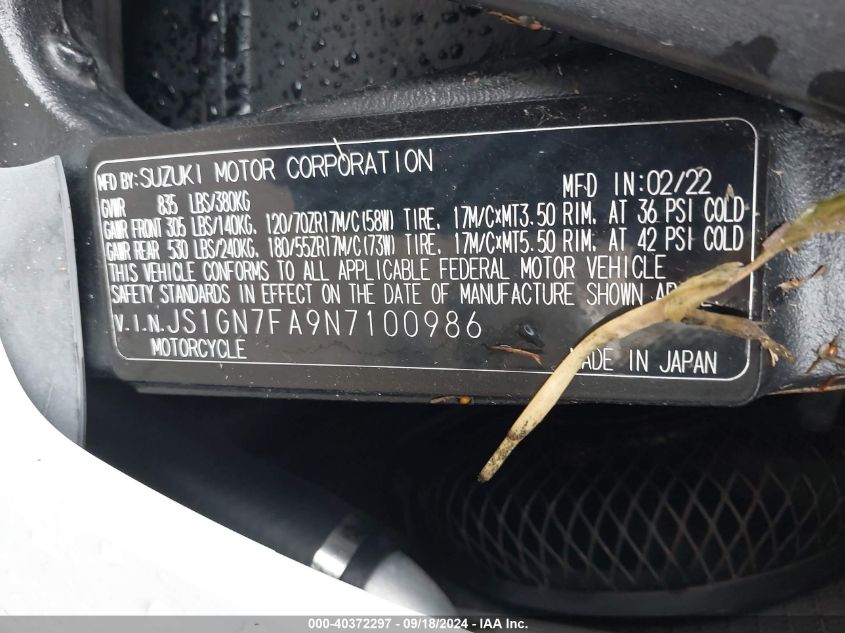 MFD BY: SUZUKI MOTOR CORPORATION
MFD IN: 02/22
GVWR 835 LBS/380KG
GAWR FRONT 305 LBS/140KG, 120/70ZR17M/C(58W) TIRE, 17M/C×MT3.50 RIM, AT 36 PSI COLD
GAWR REAR 530 LBS/240KG, 180/55ZR17M/C(73W) TIRE, 17M/C×MT5.50 RIM, AT 42 PSI COLD
THIS VEHICLE CONFORMS TO ALL APPLICABLE FEDERAL MOTOR VEHICLE
SAFETY STANDARDS IN EFFECT ON THE DATE OF MANUFACTURE SHOWN
V.I.N. JS1GN7FA9N7100986
MOTORCYCLE
MADE IN JAPAN
000-40372297 - 09/18/2024 - IAA Inc.